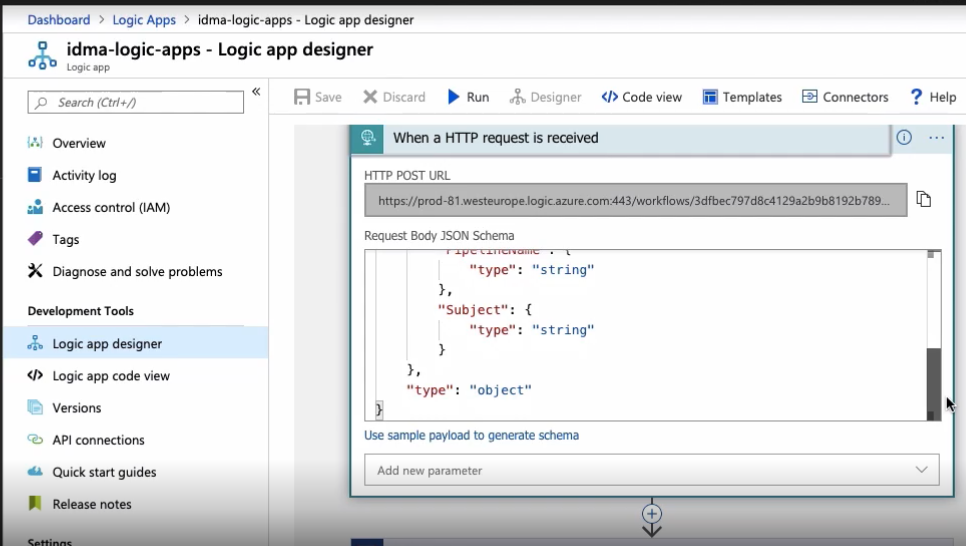 Dashboard > Logic Apps > idma-logic-apps - Logic app designer
idma-logic-apps - Logic app designer
Logic app
Search (Ctrl+/)
«
Overview
Activity log
Access control (IAM)
Tags
Diagnose and solve problems
Development Tools
Logic app designer
Logic app code view
Versions
API connections
Quick start guides
Release notes
Settings
Save Discard Run Designer Code view Templates Connectors Help
When a HTTP request is received
HTTP POST URL
https://prod-81.westeurope.logic.azure.com:443/workflows/3dfbec797d8c4129a2b9b8192b789...
Request Body JSON Schema
"PipelineName": {
"type": "string"
},
"Subject": {
"type": "string"
}
},
"type": "object"
}
Use sample payload to generate schema
Add new parameter